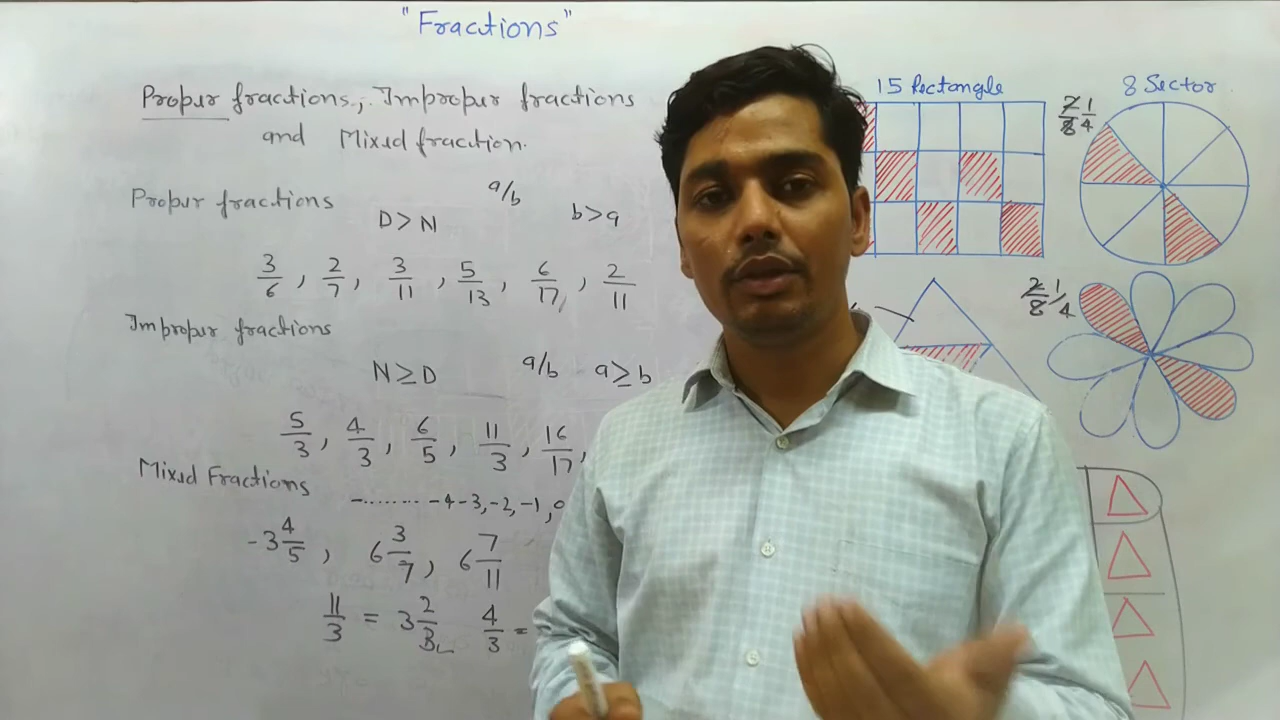 "Fractions"
Proper fractions, Improper fractions
and Mixed fraction.
Proper fractions
a/b
D>N
b>a
3/6, 2/7, 3/11, 5/13, 6/17, 2/11
Improper fractions
N≥D
a/b a≥b
5/3, 4/3, 6/5, 11/3, 16/17,
Mixed Fractions
-........ -4-3,-2,-1,0
-3 4/5, 6 3/7, 6 7/11
11/3 = 3 2/3 4/3 =
15 Rectangle
8 Sector
2/8 1/4
2/8 1/4